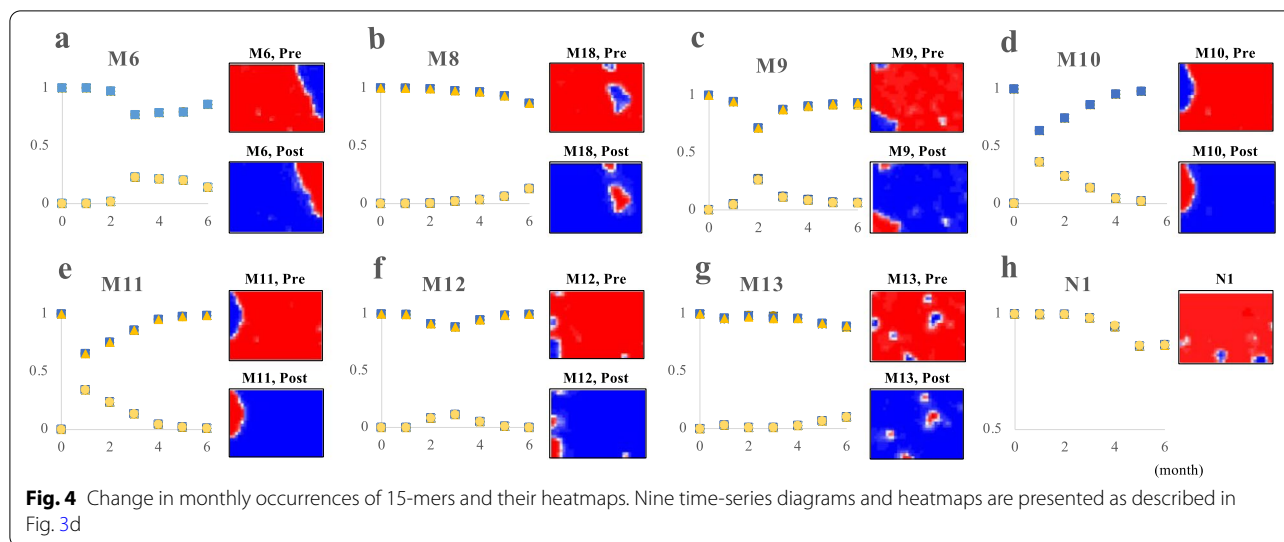 a
M6
M6, Pre
1
0.5
0
0 2 4 6
M6, Post
b
M8
M18, Pre
1
0.5
0
0 2 4 6
M18, Post
c
M9
M9, Pre
1
0.5
0
0 2 4 6
M9, Post
d
M10
M10, Pre
1
0.5
0
0 2 4 6
M10, Post
e
M11
M11, Pre
1
0.5
0
0 2 4 6
M11, Post
f
M12
M12, Pre
1
0.5
0
0 2 4 6
M12, Post
g
M13
M13, Pre
1
0.5
0
0 2 4 6
M13, Post
h
N1
N1
1
0.5
0 2 4 6
(month)
Fig. 4 Change in monthly occurrences of 15-mers and their heatmaps. Nine time-series diagrams and heatmaps are presented as described in
Fig. 3d